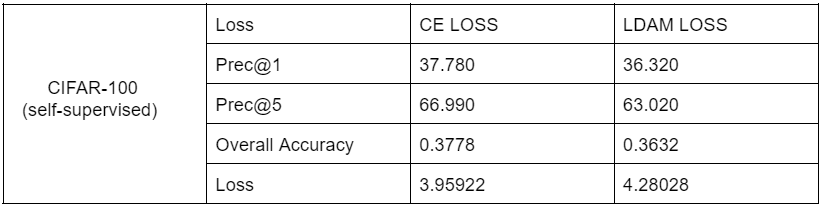 Loss CE LOSS LDAM LOSS
CIFAR-100
(self-supervised)
Prec@1 37.780 36.320
Prec@5 66.990 63.020
Overall Accuracy 0.3778 0.3632
Loss 3.95922 4.28028